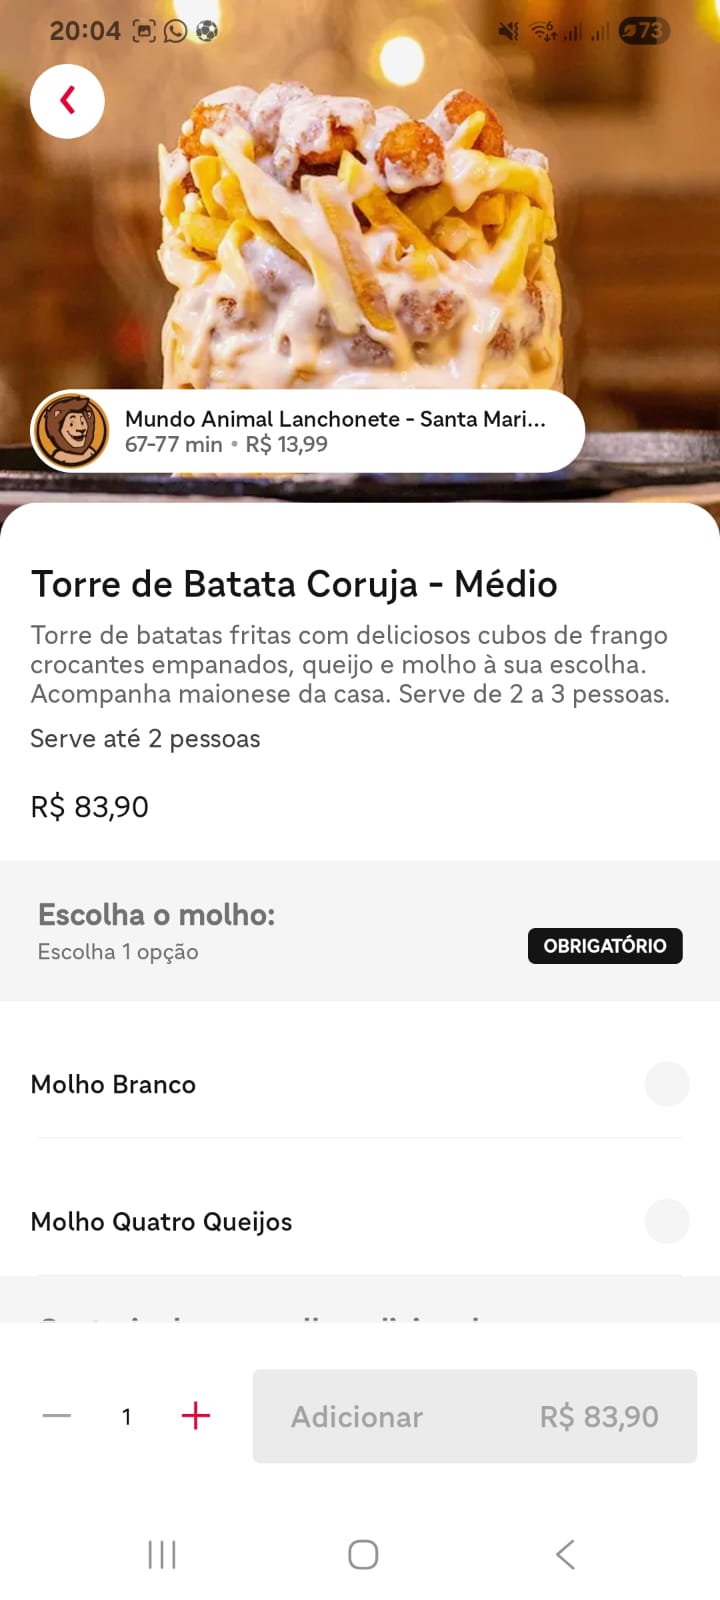 20:04
73
Mundo Animal Lanchonete - Santa Mari...
67-77 min • R$ 13,99
Torre de Batata Coruja - Médio
Torre de batatas fritas com deliciosos cubos de frango
crocantes empanados, queijo e molho à sua escolha.
Acompanha maionese da casa. Serve de 2 a 3 pessoas.
Serve até 2 pessoas
R$ 83,90
Escolha o molho:
Escolha 1 opção
OBRIGATÓRIO
Molho Branco
Molho Quatro Queijos
1
Adicionar R$ 83,90